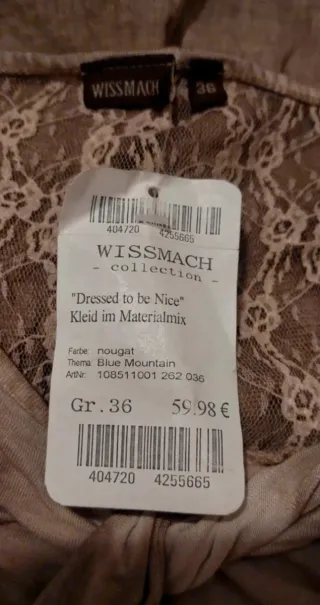 WISSMACH 36
404720 4255665
WISSMACH
- collection -
"Dressed to be Nice"
Kleid im Materialmix
Farbe: nougat
Thema: Blue Mountain
ArtNr: 108511001 262 036
Gr. 36 59.98 €
404720 4255665